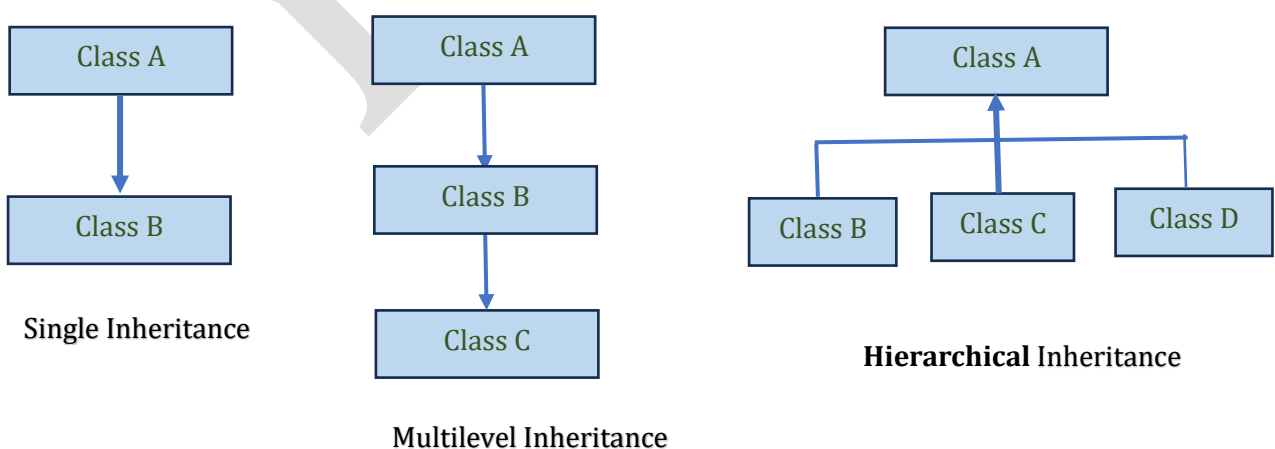 Class A
Class B
Single Inheritance
Class A
Class B
Class C
Multilevel Inheritance
Class A
Class B
Class C
Class D
Hierarchical Inheritance